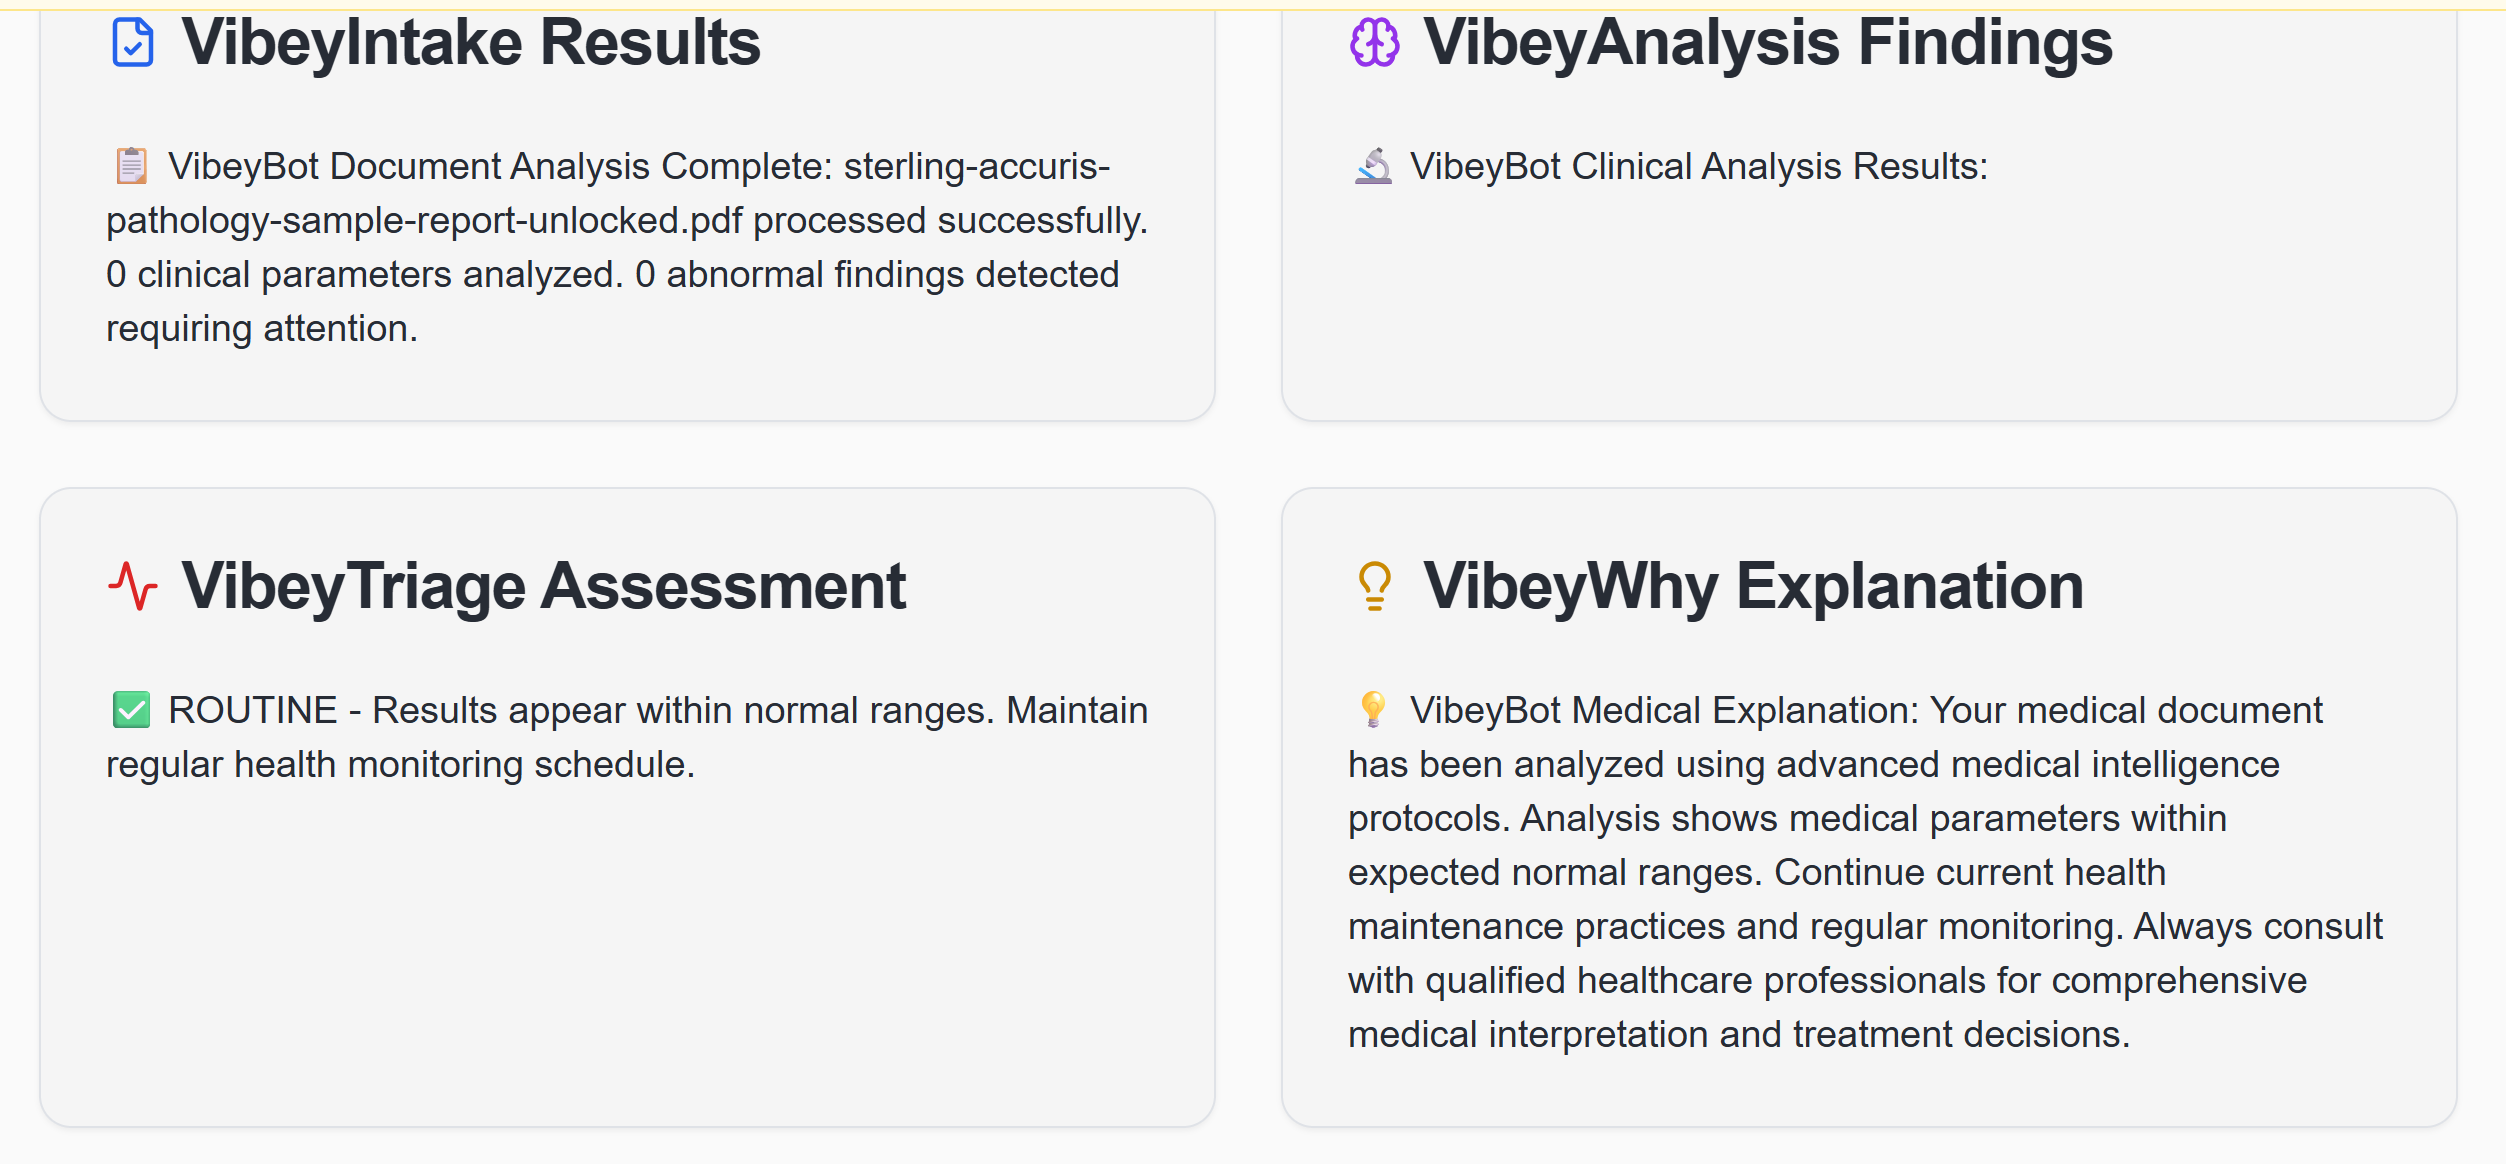 VibeyIntake Results
📋 VibeyBot Document Analysis Complete: sterling-accuris-
pathology-sample-report-unlocked.pdf processed successfully.
0 clinical parameters analyzed. 0 abnormal findings detected
requiring attention.
VibeyAnalysis Findings
🔬 VibeyBot Clinical Analysis Results:
VibeyTriage Assessment
✅ ROUTINE - Results appear within normal ranges. Maintain
regular health monitoring schedule.
VibeyWhy Explanation
💡 VibeyBot Medical Explanation: Your medical document
has been analyzed using advanced medical intelligence
protocols. Analysis shows medical parameters within
expected normal ranges. Continue current health
maintenance practices and regular monitoring. Always consult
with qualified healthcare professionals for comprehensive
medical interpretation and treatment decisions.